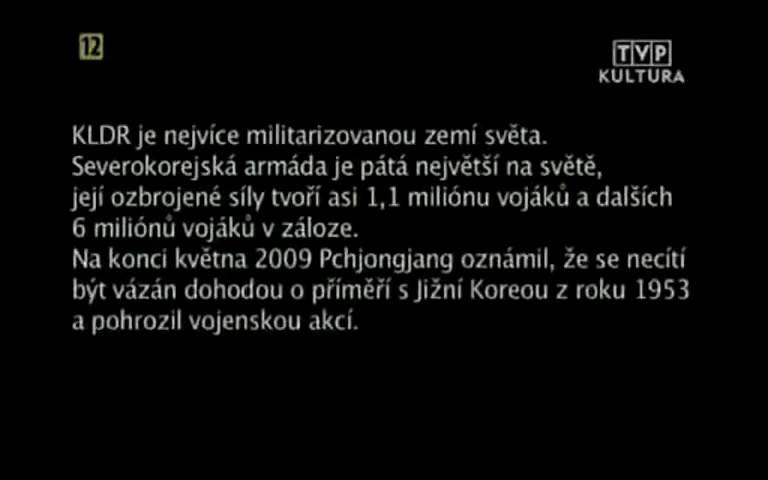 12
TVP
KULTURA
KLDR je nejvíce militarizovanou zemí světa.
Severokorejská armáda je pátá největší na světě,
její ozbrojené síly tvoří asi 1,1 miliónu vojáků a dalších
6 miliónů vojáků v záloze.
Na konci května 2009 Pchjongjang oznámil, že se necítí
být vázán dohodou o příměří s Jižní Koreou z roku 1953
a pohrozil vojenskou akcí.